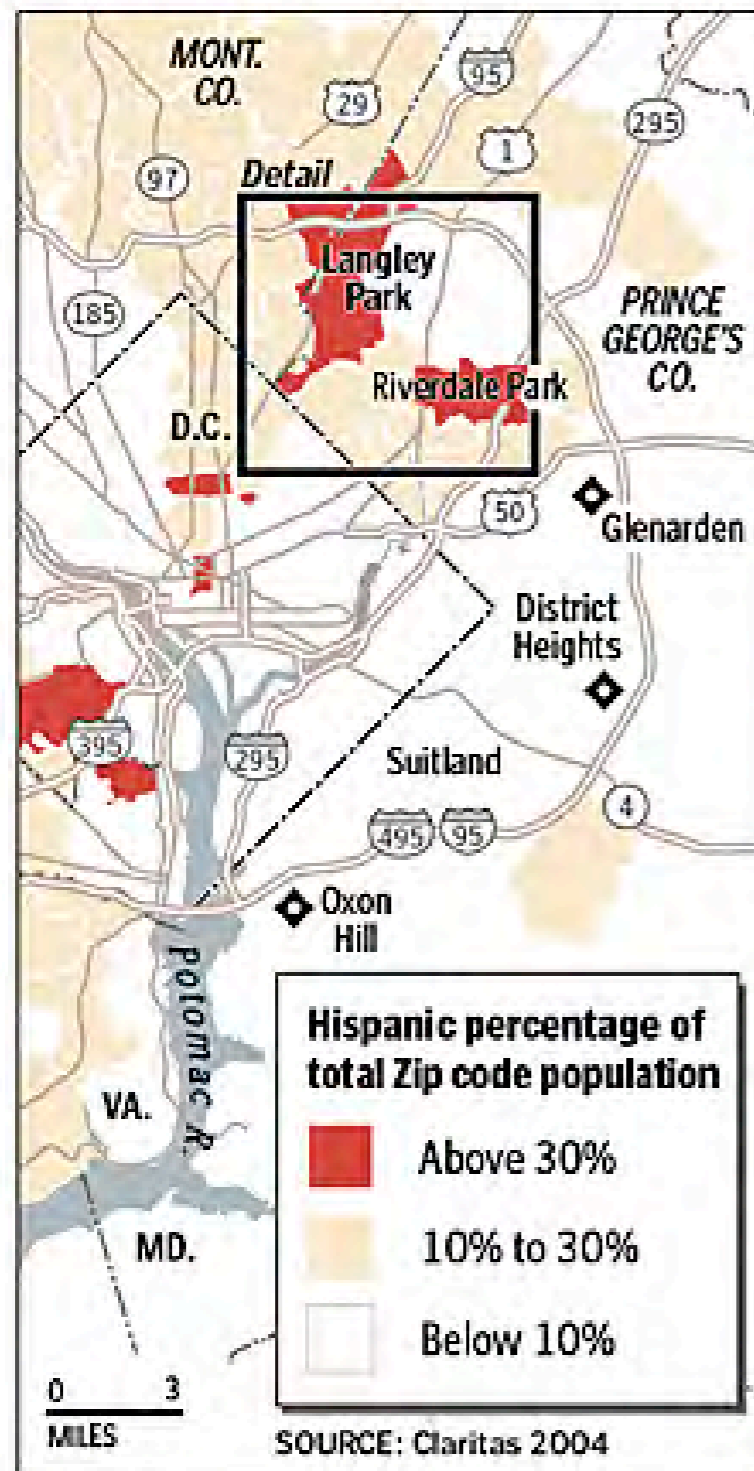 MONT.
CO.
95
29
295
1
97
Detail
Langley
Park
185
PRINCE
GEORGE'S
CO.
Riverdale Park
D.C.
50
Glenarden
District
Heights
395
295
Suitland
4
495
95
Oxon
Hill
Potomac R.
Hispanic percentage of
total Zip code population
VA.
Above 30%
10% to 30%
MD.
Below 10%
0 3
MILES
SOURCE: Claritas 2004